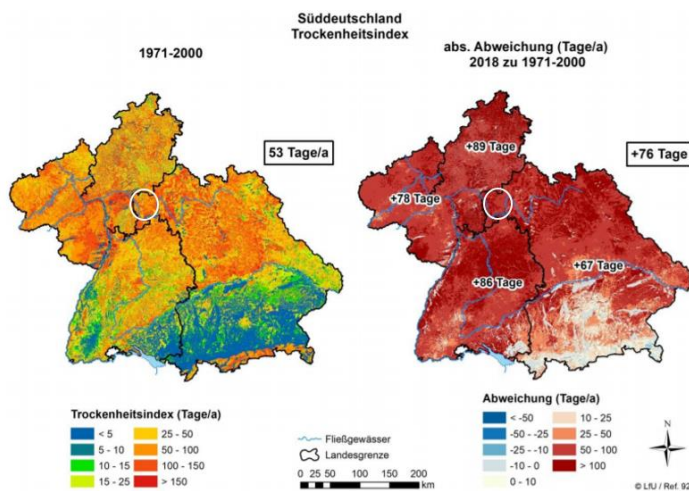 Süddeutschland
Trockenheitsindex
1971-2000
abs. Abweichung (Tage/a)
2018 zu 1971-2000
53 Tage/a
+76 Tage
+89 Tage
+78 Tage
+86 Tage
+67 Tage
Trockenheitsindex (Tage/a)
< 5
5 - 10
10 - 15
15 - 25
25 - 50
50 - 100
100 - 150
> 150
Fließgewässer
Landesgrenze
0 25 50 100 150 200
km
Abweichung (Tage/a)
< -50
-50 - -25
-25 - -10
-10 - 0
0 - 10
10 - 25
25 - 50
50 - 100
> 100
N
© LfU / Ref. 92